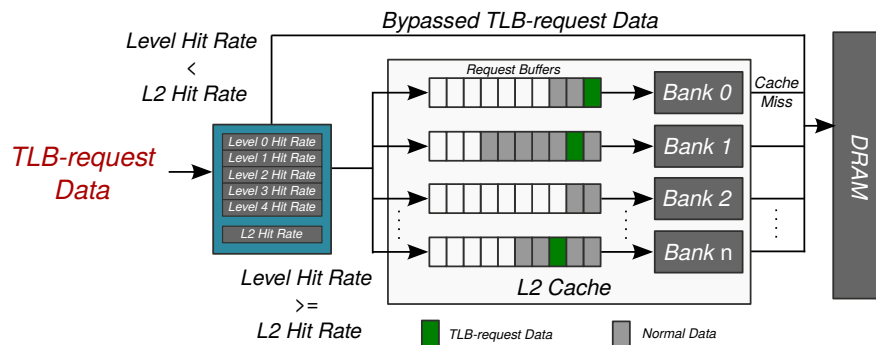 Bypassed TLB-request Data
Level Hit Rate
<
L2 Hit Rate
TLB-request
Data
Level 0 Hit Rate
Level 1 Hit Rate
Level 2 Hit Rate
Level 3 Hit Rate
Level 4 Hit Rate
L2 Hit Rate
Level Hit Rate
>=
L2 Hit Rate
Request Buffers
Bank 0
Bank 1
Bank 2
Bank n
Cache
Miss
L2 Cache
DRAM
TLB-request Data
Normal Data